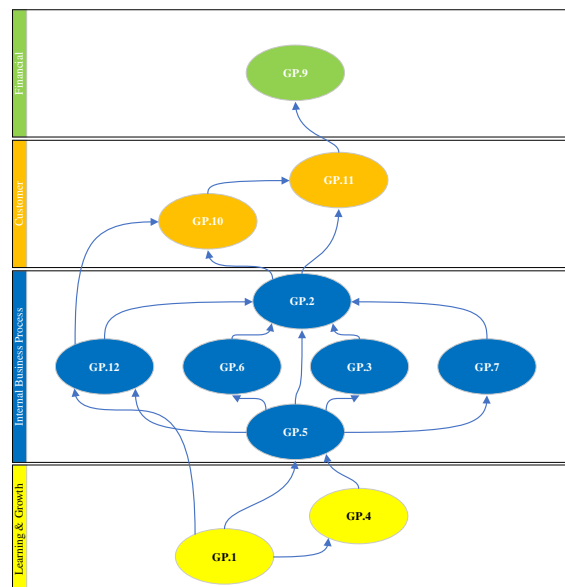 Financial
GP.9
Customer
GP.11
GP.10
Internal Business Process
GP.2
GP.12
GP.6
GP.3
GP.7
GP.5
Learning & Growth
GP.4
GP.1